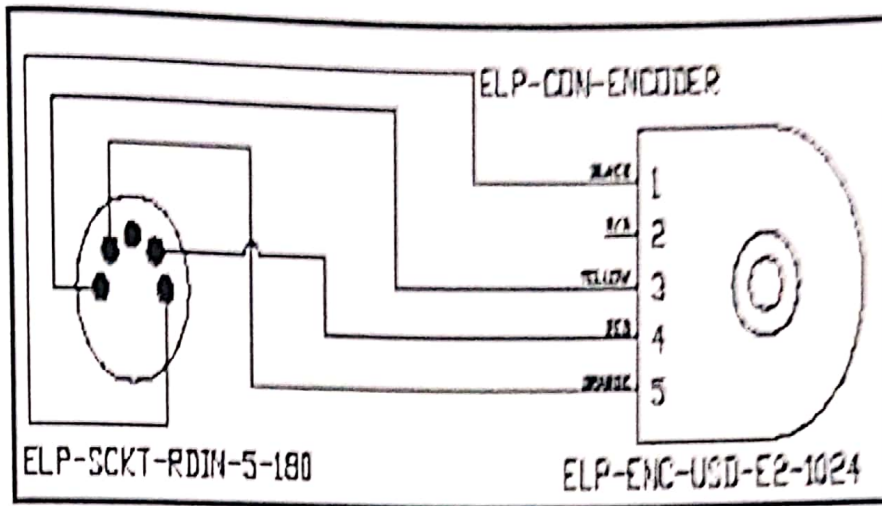 ELP-CON-ENCODER
BLACK 1
N/A 2
YELLOW 3
RED 4
ORANGE 5
ELP-SCKT-RDIN-5-180
ELP-ENC-USD-E2-1024